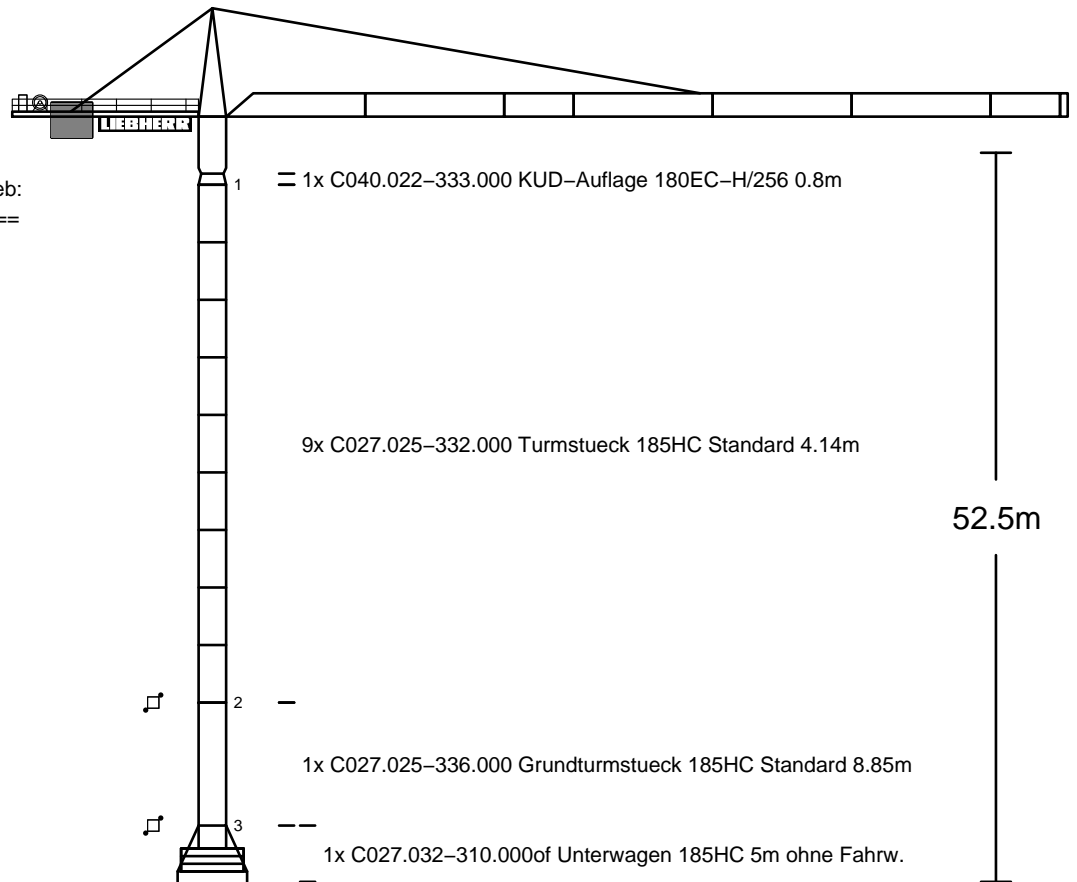 LIEBHERR
eb:
==
1
1x C040.022−333.000 KUD−Auflage 180EC−H/256 0.8m
9x C027.025−332.000 Turmstueck 185HC Standard 4.14m
52.5m
2
1x C027.025−336.000 Grundturmstueck 185HC Standard 8.85m
3
1x C027.032−310.000of Unterwagen 185HC 5m ohne Fahrw.